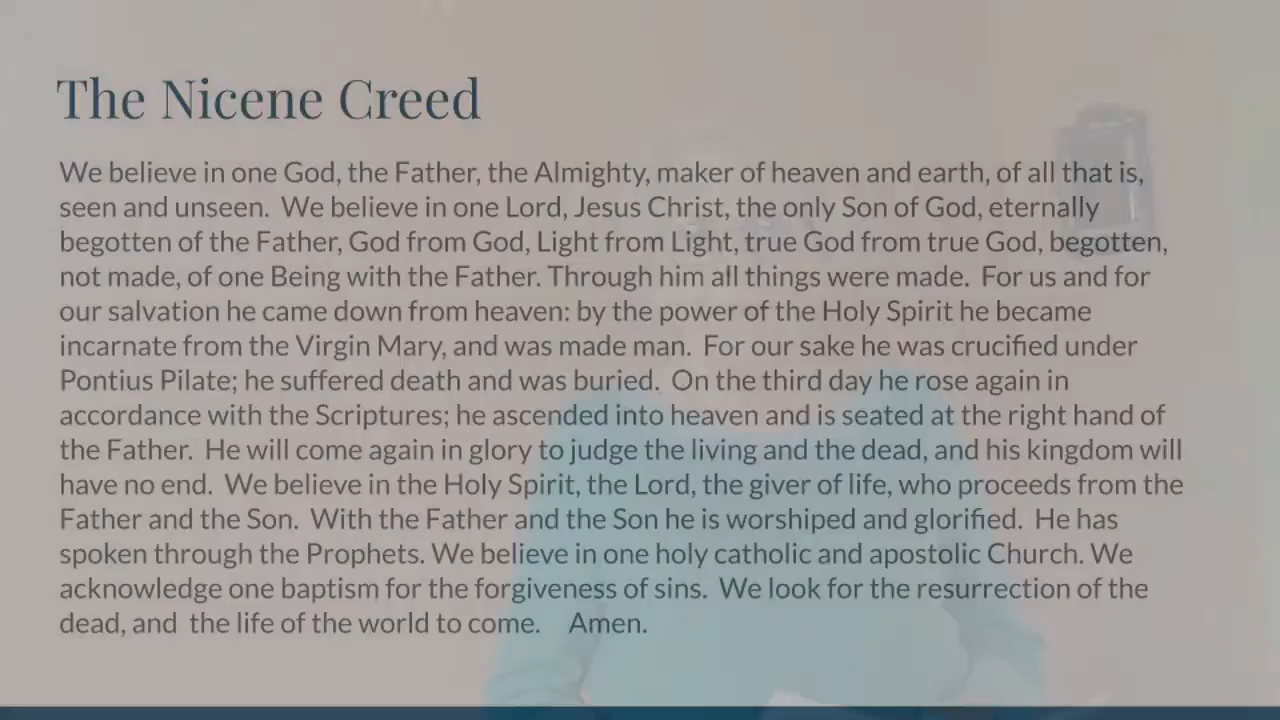 The Nicene Creed
We believe in one God, the Father, the Almighty, maker of heaven and earth, of all that is,
seen and unseen.  We believe in one Lord, Jesus Christ, the only Son of God, eternally
begotten of the Father, God from God, Light from Light, true God from true God, begotten,
not made, of one Being with the Father. Through him all things were made.  For us and for
our salvation he came down from heaven: by the power of the Holy Spirit he became
incarnate from the Virgin Mary, and was made man.  For our sake he was crucified under
Pontius Pilate; he suffered death and was buried.  On the third day he rose again in
accordance with the Scriptures; he ascended into heaven and is seated at the right hand of
the Father.  He will come again in glory to judge the living and the dead, and his kingdom will
have no end.  We believe in the Holy Spirit, the Lord, the giver of life, who proceeds from the
Father and the Son.  With the Father and the Son he is worshiped and glorified.  He has
spoken through the Prophets. We believe in one holy catholic and apostolic Church. We
acknowledge one baptism for the forgiveness of sins.  We look for the resurrection of the
dead, and  the life of the world to come.    Amen.